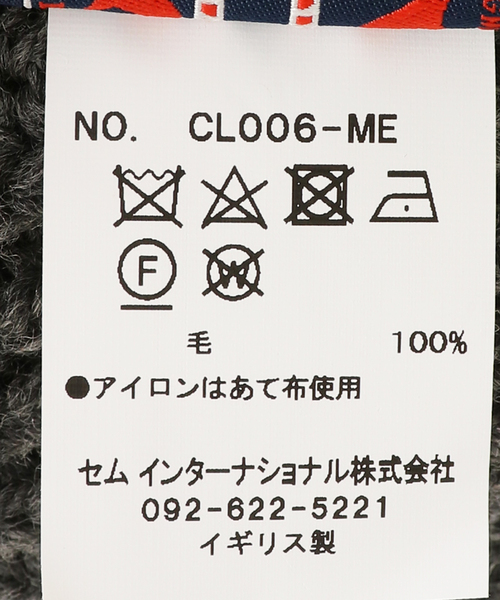 NO. CL006-ME
F W
毛 100%
●アイロンはあて布使用
セム インターナショナル株式会社
092-622-5221
イギリス製